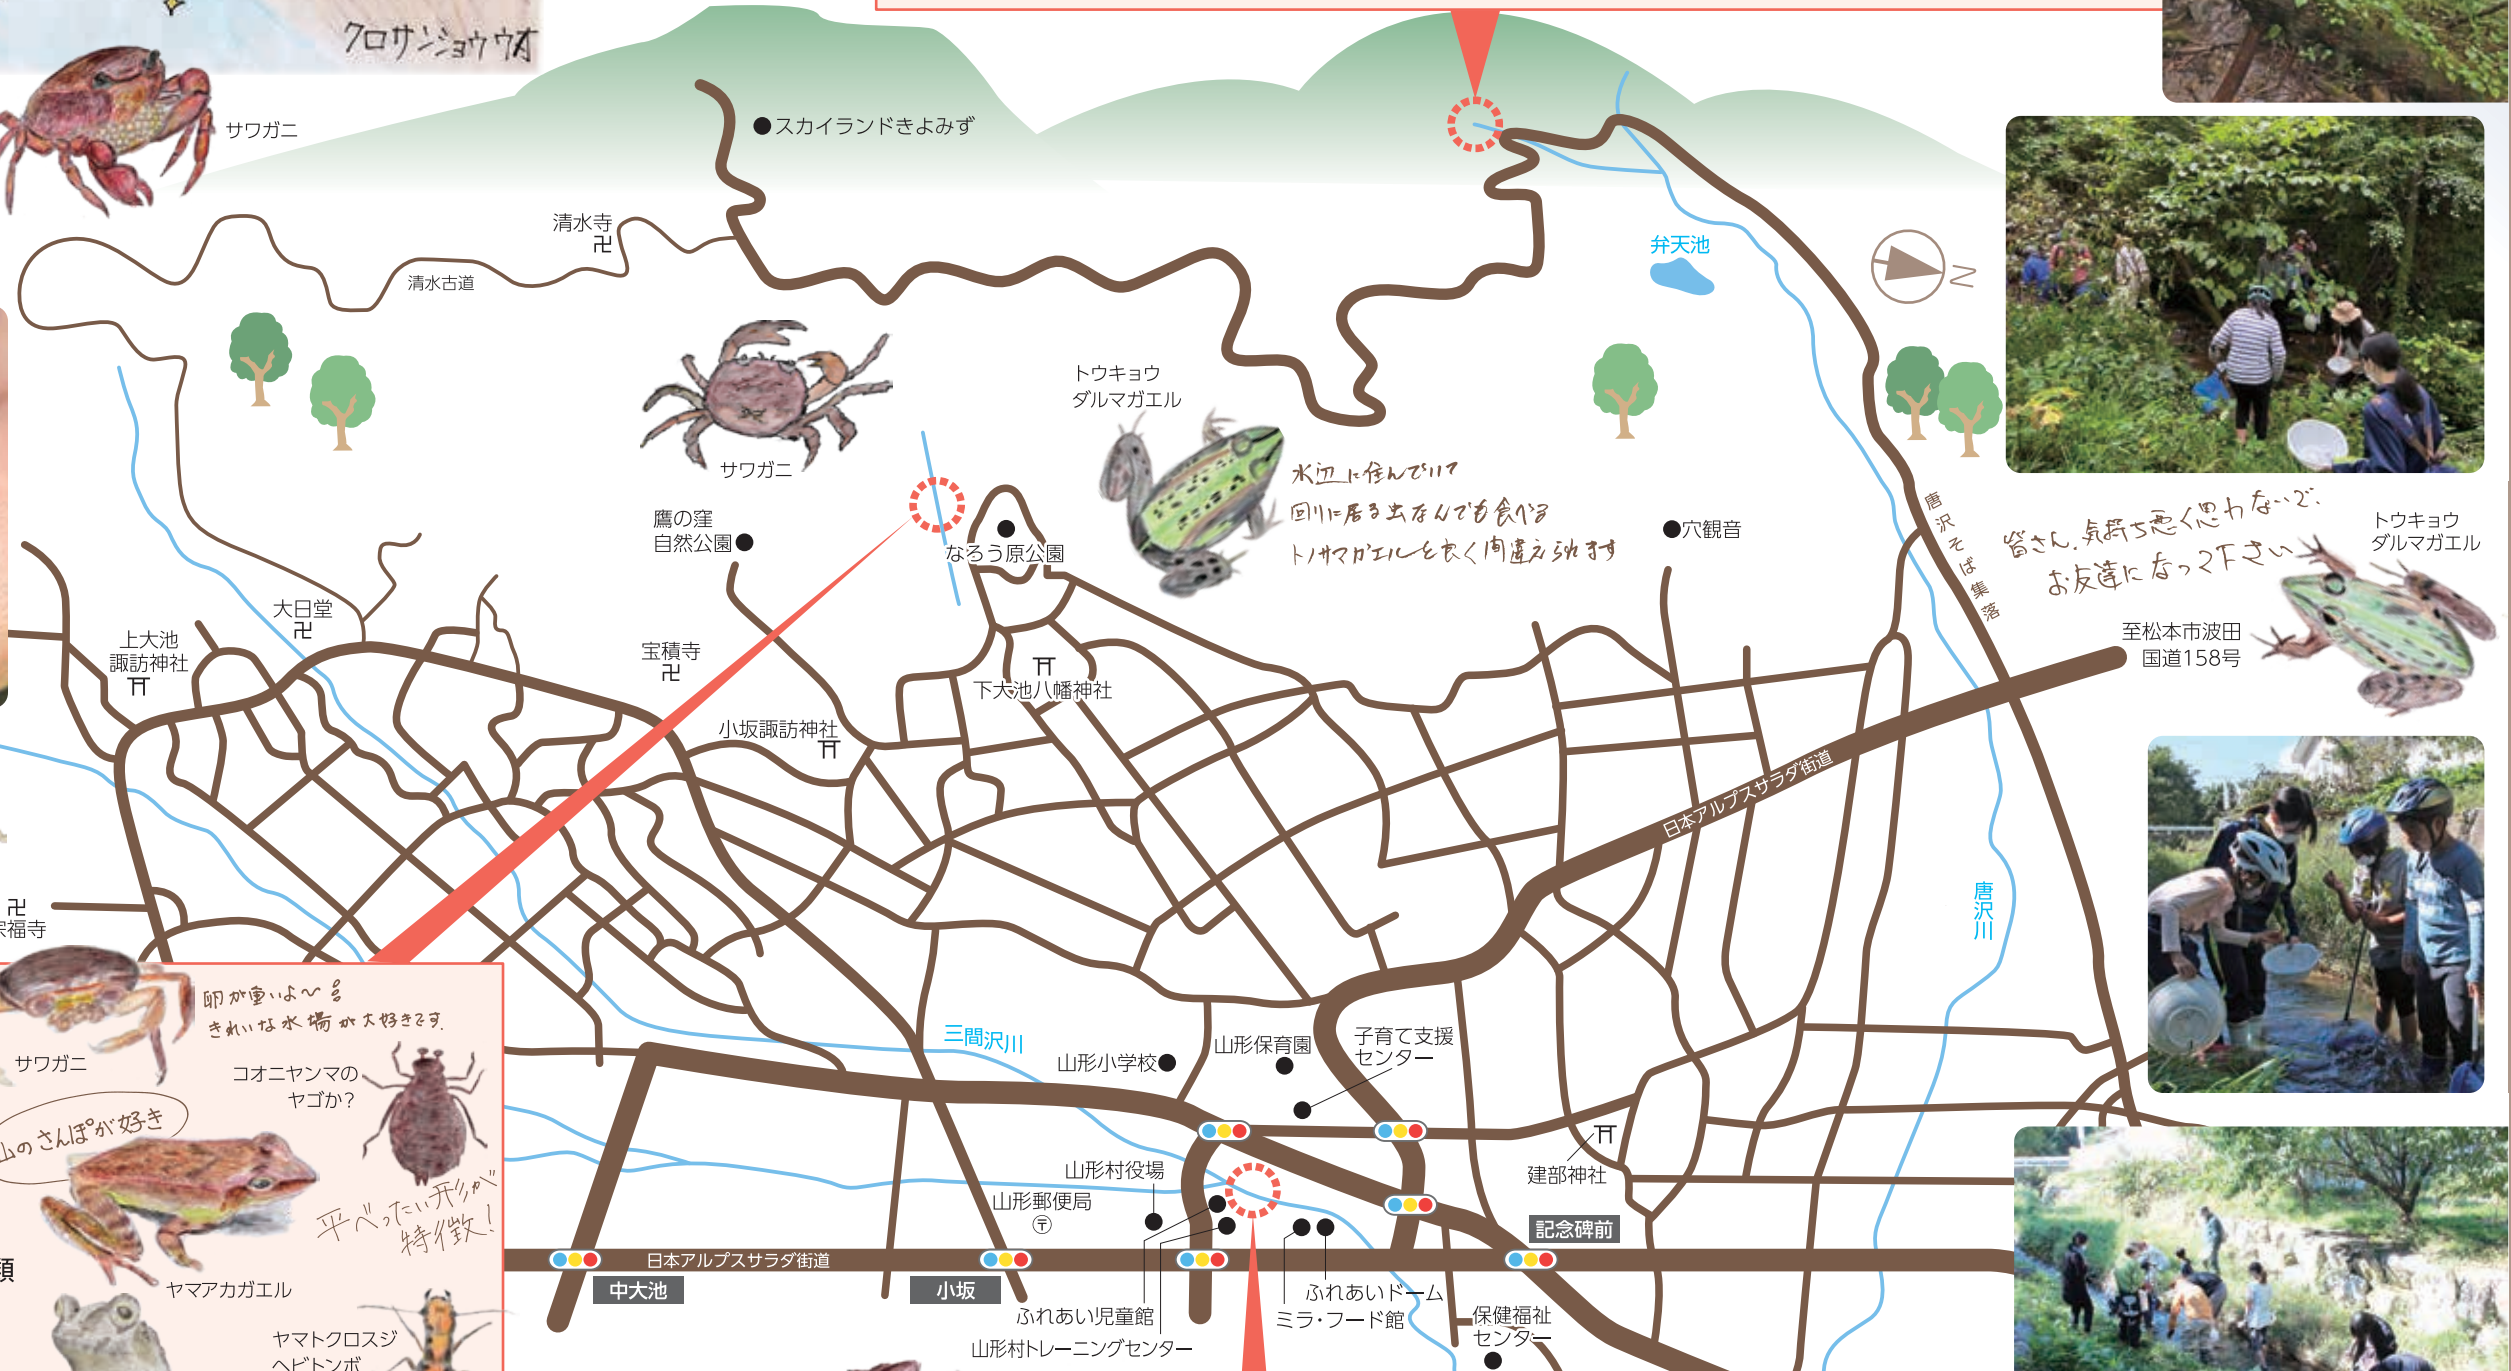 クロサンショウウオ
サワガニ
スカイランドきよみず
清水寺
清水古道
弁天池
N
サワガニ
トウキョウ
ダルマガエル
水辺に住んでいて
回りに居る虫なんでも食べる
トノサマガエルと良く間違えられます
鷹の窪
自然公園
なろう原公園
穴観音
唐沢そば集落
皆さん、気持ち悪く思わないで、
お友達になって下さい
トウキョウ
ダルマガエル
至松本市波田
国道158号
大日堂
上大池
諏訪神社
宝積寺
下大池八幡神社
小坂諏訪神社
日本アルプスサラダ街道
唐沢川
宗福寺
卵が重いよ〜
きれいな水場が大好きです。
サワガニ
コオニヤンマの
ヤゴか?
山のさんぽが好き
平べったい形が
特徴!
ヤマアカガエル
類
ヤマトクロスジ
ヘビトンボ
三間沢川
山形小学校
山形保育園
子育て支援
センター
建部神社
山形村役場
山形郵便局
〒
記念碑前
日本アルプスサラダ街道
中大池
小坂
ふれあいドーム
ミラ・フード館
ふれあい児童館
山形村トレーニングセンター
保健福祉
センター